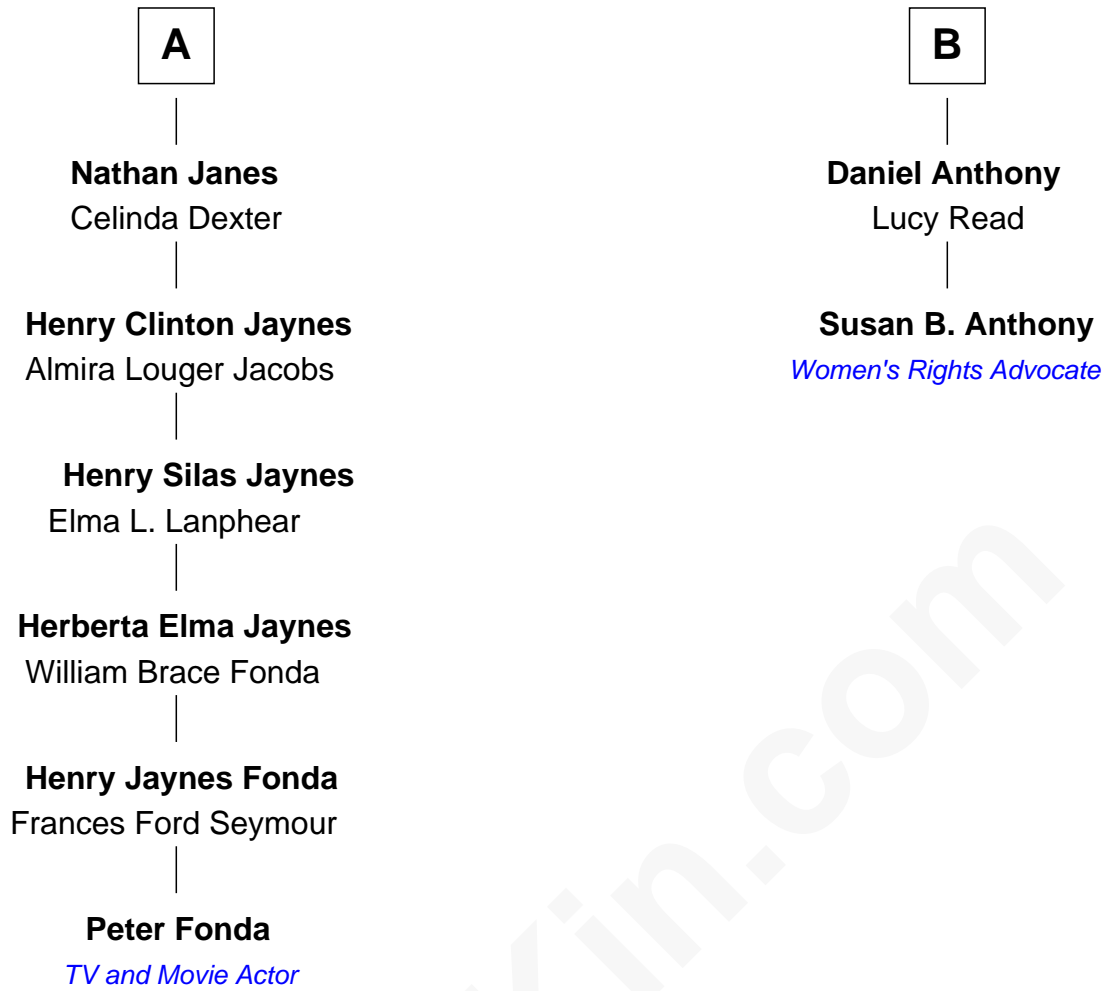 A
Nathan Janes
Celinda Dexter
Henry Clinton Jaynes
Almira Louger Jacobs
Henry Silas Jaynes
Elma L. Lanphear
Herberta Elma Jaynes
William Brace Fonda
Henry Jaynes Fonda
Frances Ford Seymour
Peter Fonda
TV and Movie Actor
B
Daniel Anthony
Lucy Read
Susan B. Anthony
Women's Rights Advocate